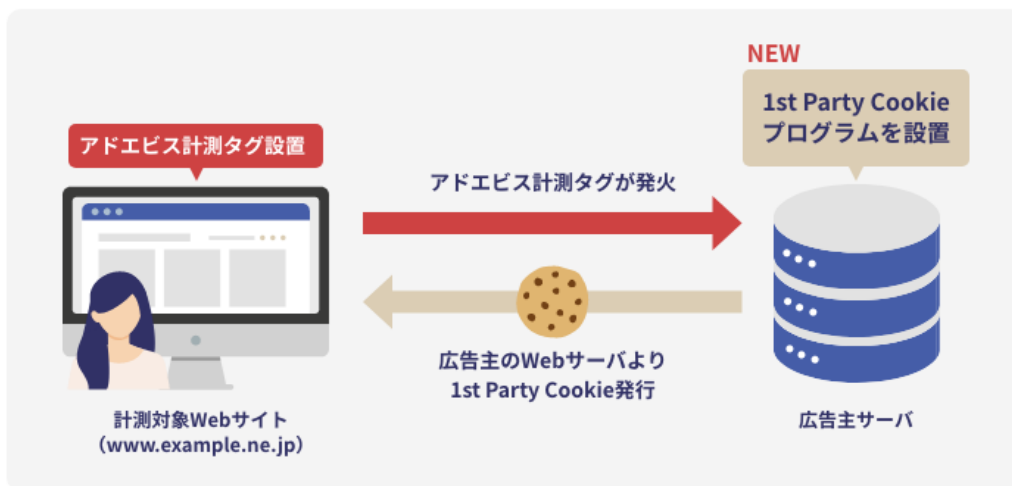 NEW
1st Party Cookie
プログラムを設置
アドエビス計測タグ設置
アドエビス計測タグが発火
広告主のWebサーバより
1st Party Cookie発行
計測対象Webサイト
（www.example.ne.jp）
広告主サーバ